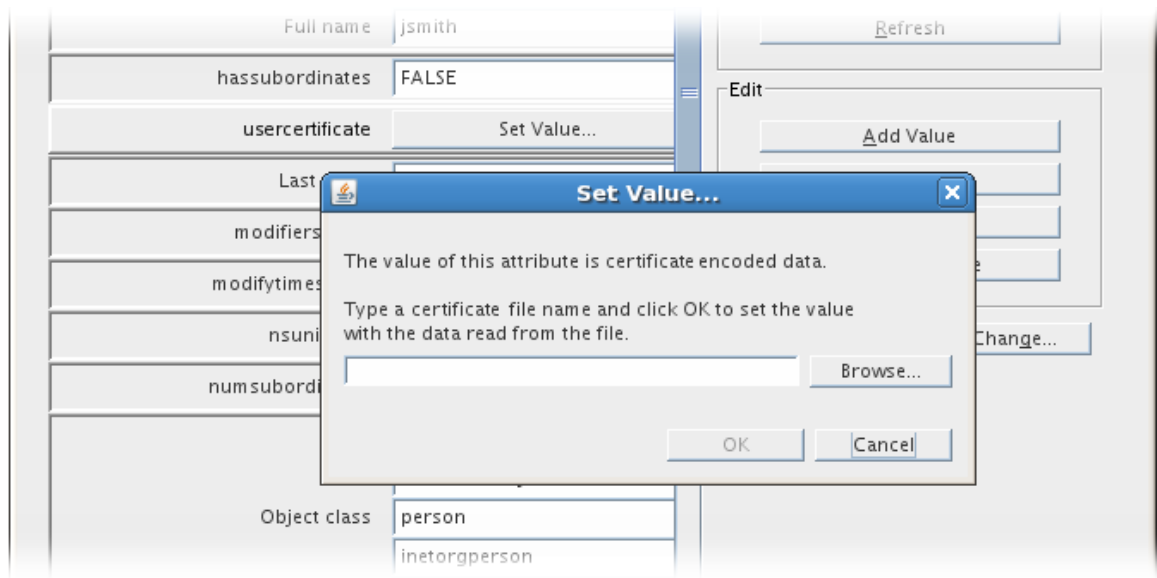 Full name jsmith
Refresh
hassubordinates FALSE
Edit
usercertificate Set Value...
Add Value
Last
Set Value...
modifiers
The value of this attribute is certificate encoded data.
modifytimes
Type a certificate file name and click OK to set the value
with the data read from the file.
nsuni
Change...
Browse...
numsubordi
OK Cancel
Object class person
inetorgperson